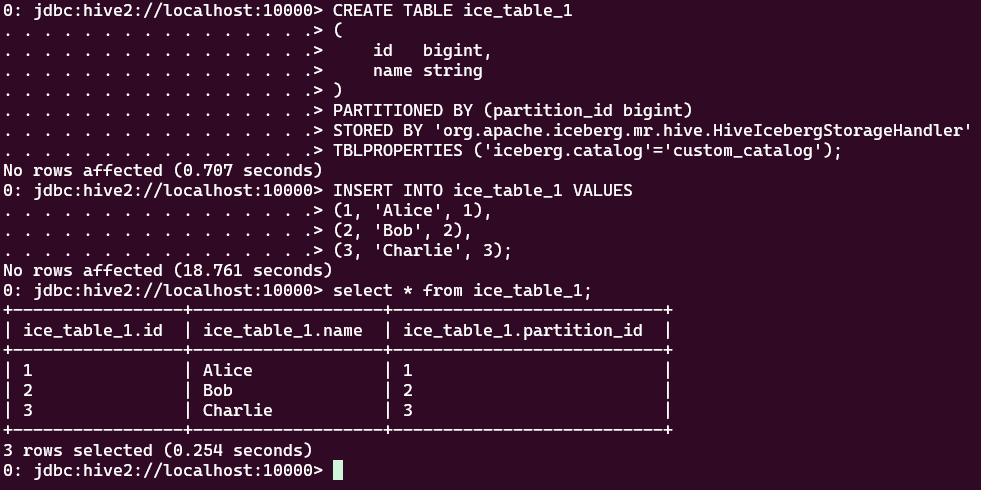 0: jdbc:hive2://localhost:10000> CREATE TABLE ice_table_1
. . . . . . . . . . . . . . . .> (
. . . . . . . . . . . . . . . .>     id   bigint,
. . . . . . . . . . . . . . . .>     name string
. . . . . . . . . . . . . . . .> )
. . . . . . . . . . . . . . . .> PARTITIONED BY (partition_id bigint)
. . . . . . . . . . . . . . . .> STORED BY 'org.apache.iceberg.mr.hive.HiveIcebergStorageHandler'
. . . . . . . . . . . . . . . .> TBLPROPERTIES ('iceberg.catalog'='custom_catalog');
No rows affected (0.707 seconds)
0: jdbc:hive2://localhost:10000> INSERT INTO ice_table_1 VALUES
. . . . . . . . . . . . . . . .> (1, 'Alice', 1),
. . . . . . . . . . . . . . . .> (2, 'Bob', 2),
. . . . . . . . . . . . . . . .> (3, 'Charlie', 3);
No rows affected (18.761 seconds)
0: jdbc:hive2://localhost:10000> select * from ice_table_1;
+-----------------+-------------------+---------------------------+
| ice_table_1.id  | ice_table_1.name  | ice_table_1.partition_id  |
+-----------------+-------------------+---------------------------+
| 1               | Alice             | 1                         |
| 2               | Bob               | 2                         |
| 3               | Charlie           | 3                         |
+-----------------+-------------------+---------------------------+
3 rows selected (0.254 seconds)
0: jdbc:hive2://localhost:10000>